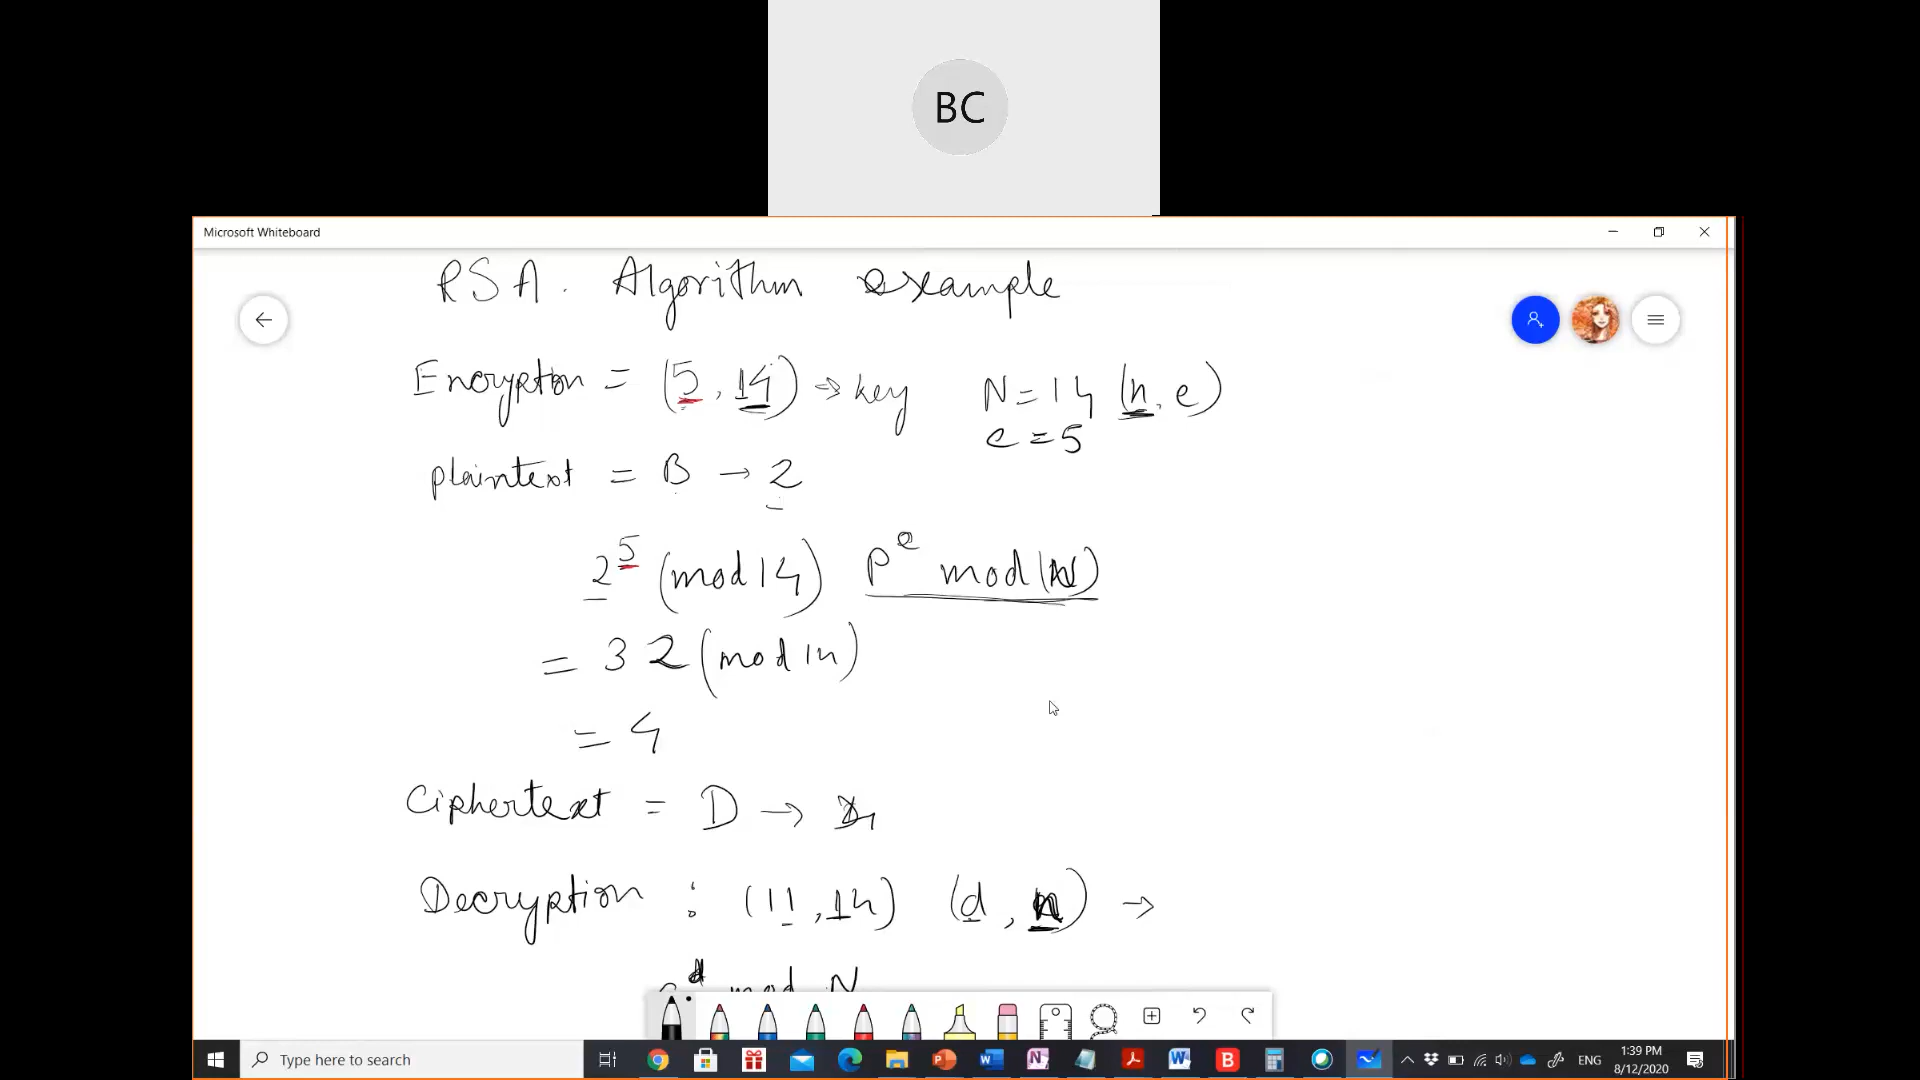 BC
Microsoft Whiteboard
RSA. Algorithm example
Encryption = (5, 14) → key N = 14 (n, e)
e = 5
plaintext = B → 2
2^5 (mod 14) P^e mod (N)
= 32 (mod 14)
= 4
Ciphertext = D → 4
Decryption : (11, 14) (d, n) →
mod N
Type here to search
ENG
1:39 PM
8/12/2020